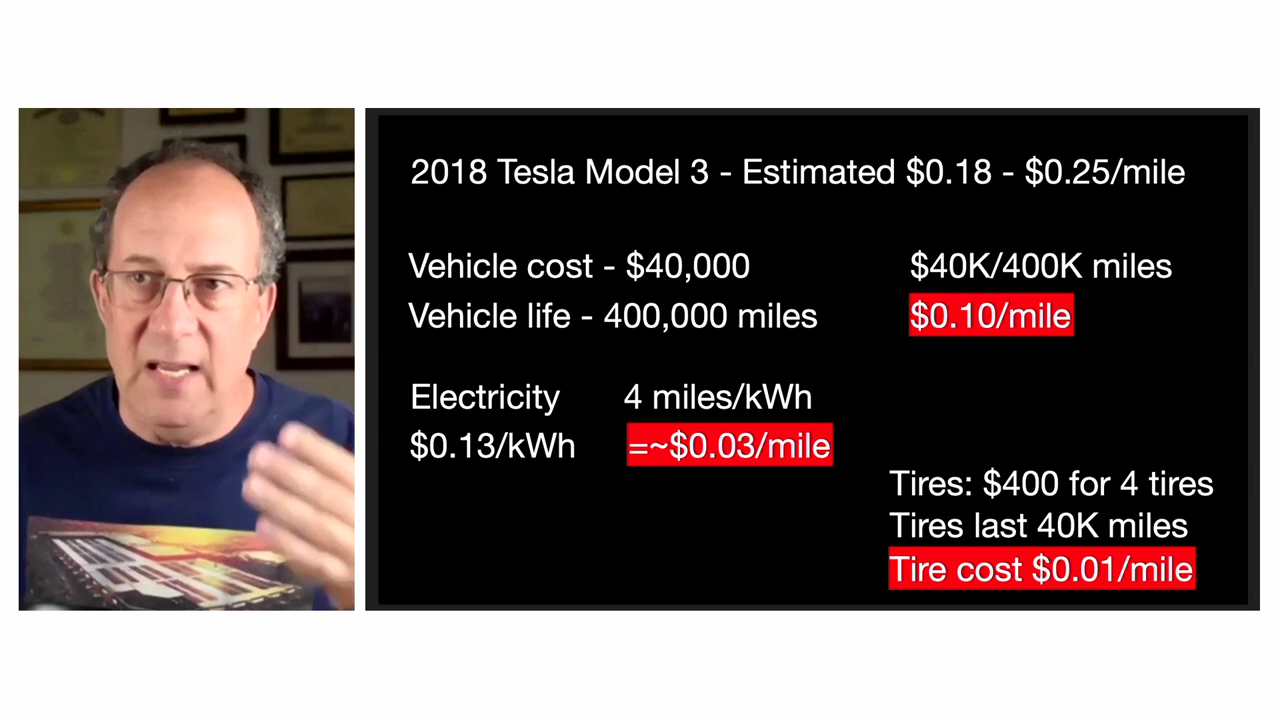 2018 Tesla Model 3 - Estimated $0.18 - $0.25/mile
Vehicle cost - $40,000
$40K/400K miles
Vehicle life - 400,000 miles
$0.10/mile
Electricity
4 miles/kWh
$0.13/kWh
=~$0.03/mile
Tires: $400 for 4 tires
Tires last 40K miles
Tire cost $0.01/mile